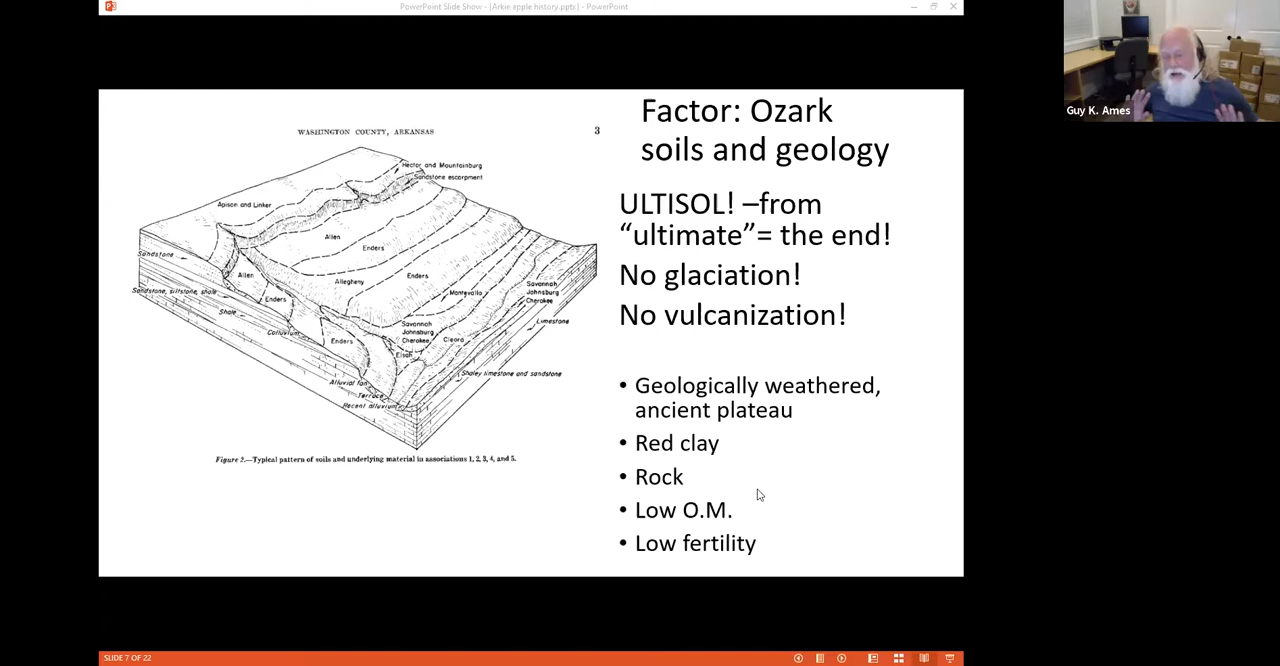 PowerPoint Slide Show - [Arkie apple history.ppts] - PowerPoint
Guy K. Ames
WASHINGTON COUNTY, ARKANSAS
3
Hector and Mountainburg
Sandstone escarpment
Apison and Linker
Allen
Enders
Sandstone
Allen
Allegheny
Enders
Sandstone, siltstone, shale
Enders
Montevallo
Savannah
Johnsburg
Cherokee
Shale
Limestone
Colluvium
Savannah
Johnsburg
Cherokee
Enders
Cleora
Elsah
Shaley limestone and sandstone
Alluvial fan
Terrace
Recent alluvium
Figure 2.—Typical pattern of soils and underlying material in associations 1, 2, 3, 4, and 5.
Factor: Ozark
soils and geology
ULTISOL! –from
“ultimate”= the end!
No glaciation!
No vulcanization!
• Geologically weathered,
ancient plateau
• Red clay
• Rock
• Low O.M.
• Low fertility
SLIDE 7 OF 22